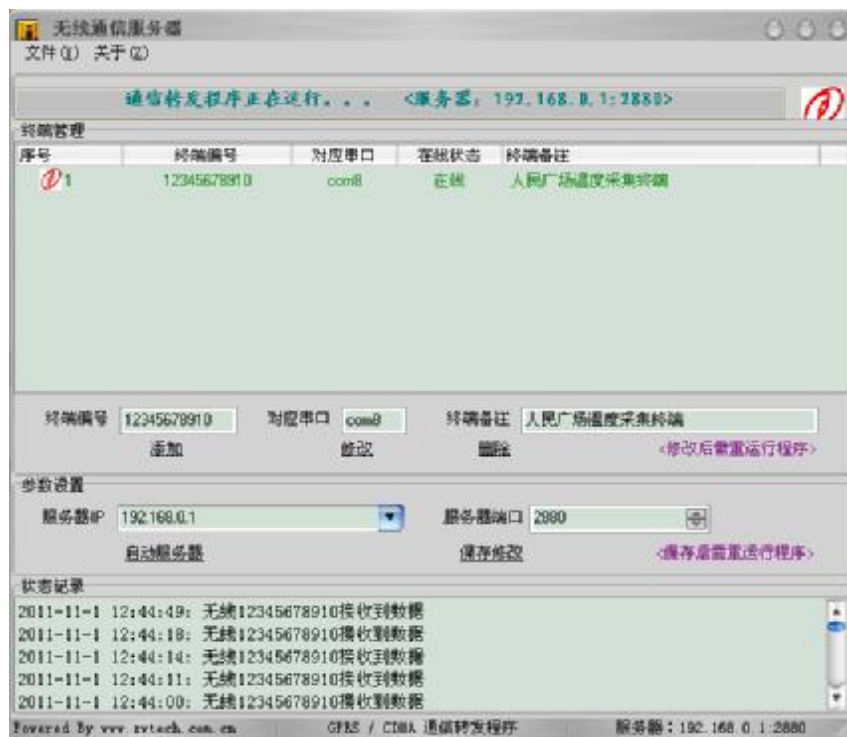 无线通信服务器
文件(X) 关于(Z)
通信转发程序正在运行... <服务器：192.168.0.1:2880>
终端管理
序号 终端编号 对应串口 在线状态 终端备注
1 12345678910 com8 在线 人民广场温度采集终端
终端编号 12345678910 对应串口 com8 终端备注 人民广场温度采集终端
添加 修改 删除 <修改后需重运行程序>
参数设置
服务器IP 192.168.0.1 服务器端口 2880
启动服务器 保存修改 <保存后需重运行程序>
状态记录
2011-11-1 12:44:49: 无线12345678910接收到数据
2011-11-1 12:44:18: 无线12345678910接收到数据
2011-11-1 12:44:14: 无线12345678910接收到数据
2011-11-1 12:44:11: 无线12345678910接收到数据
2011-11-1 12:44:00: 无线12345678910接收到数据
Powered By GPRS / CDMA 通信转发程序 服务器：192.168.0.1:2880